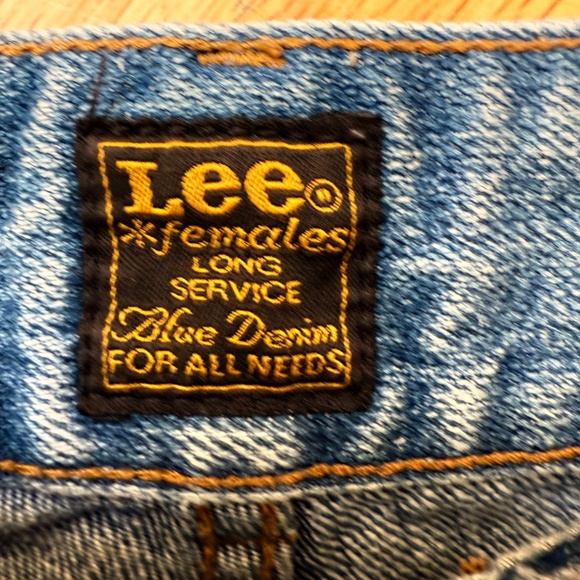 Lee®
*females
LONG
SERVICE
Blue Denim
FOR ALL NEEDS